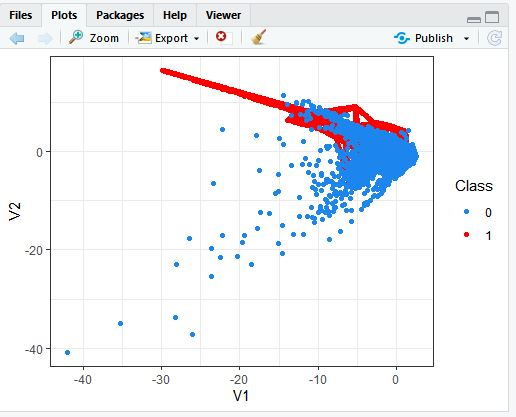 Files Plots Packages Help Viewer
Zoom Export Publish
0
-20
-40
V2
-40 -30 -20 -10 0
V1
Class
0
1